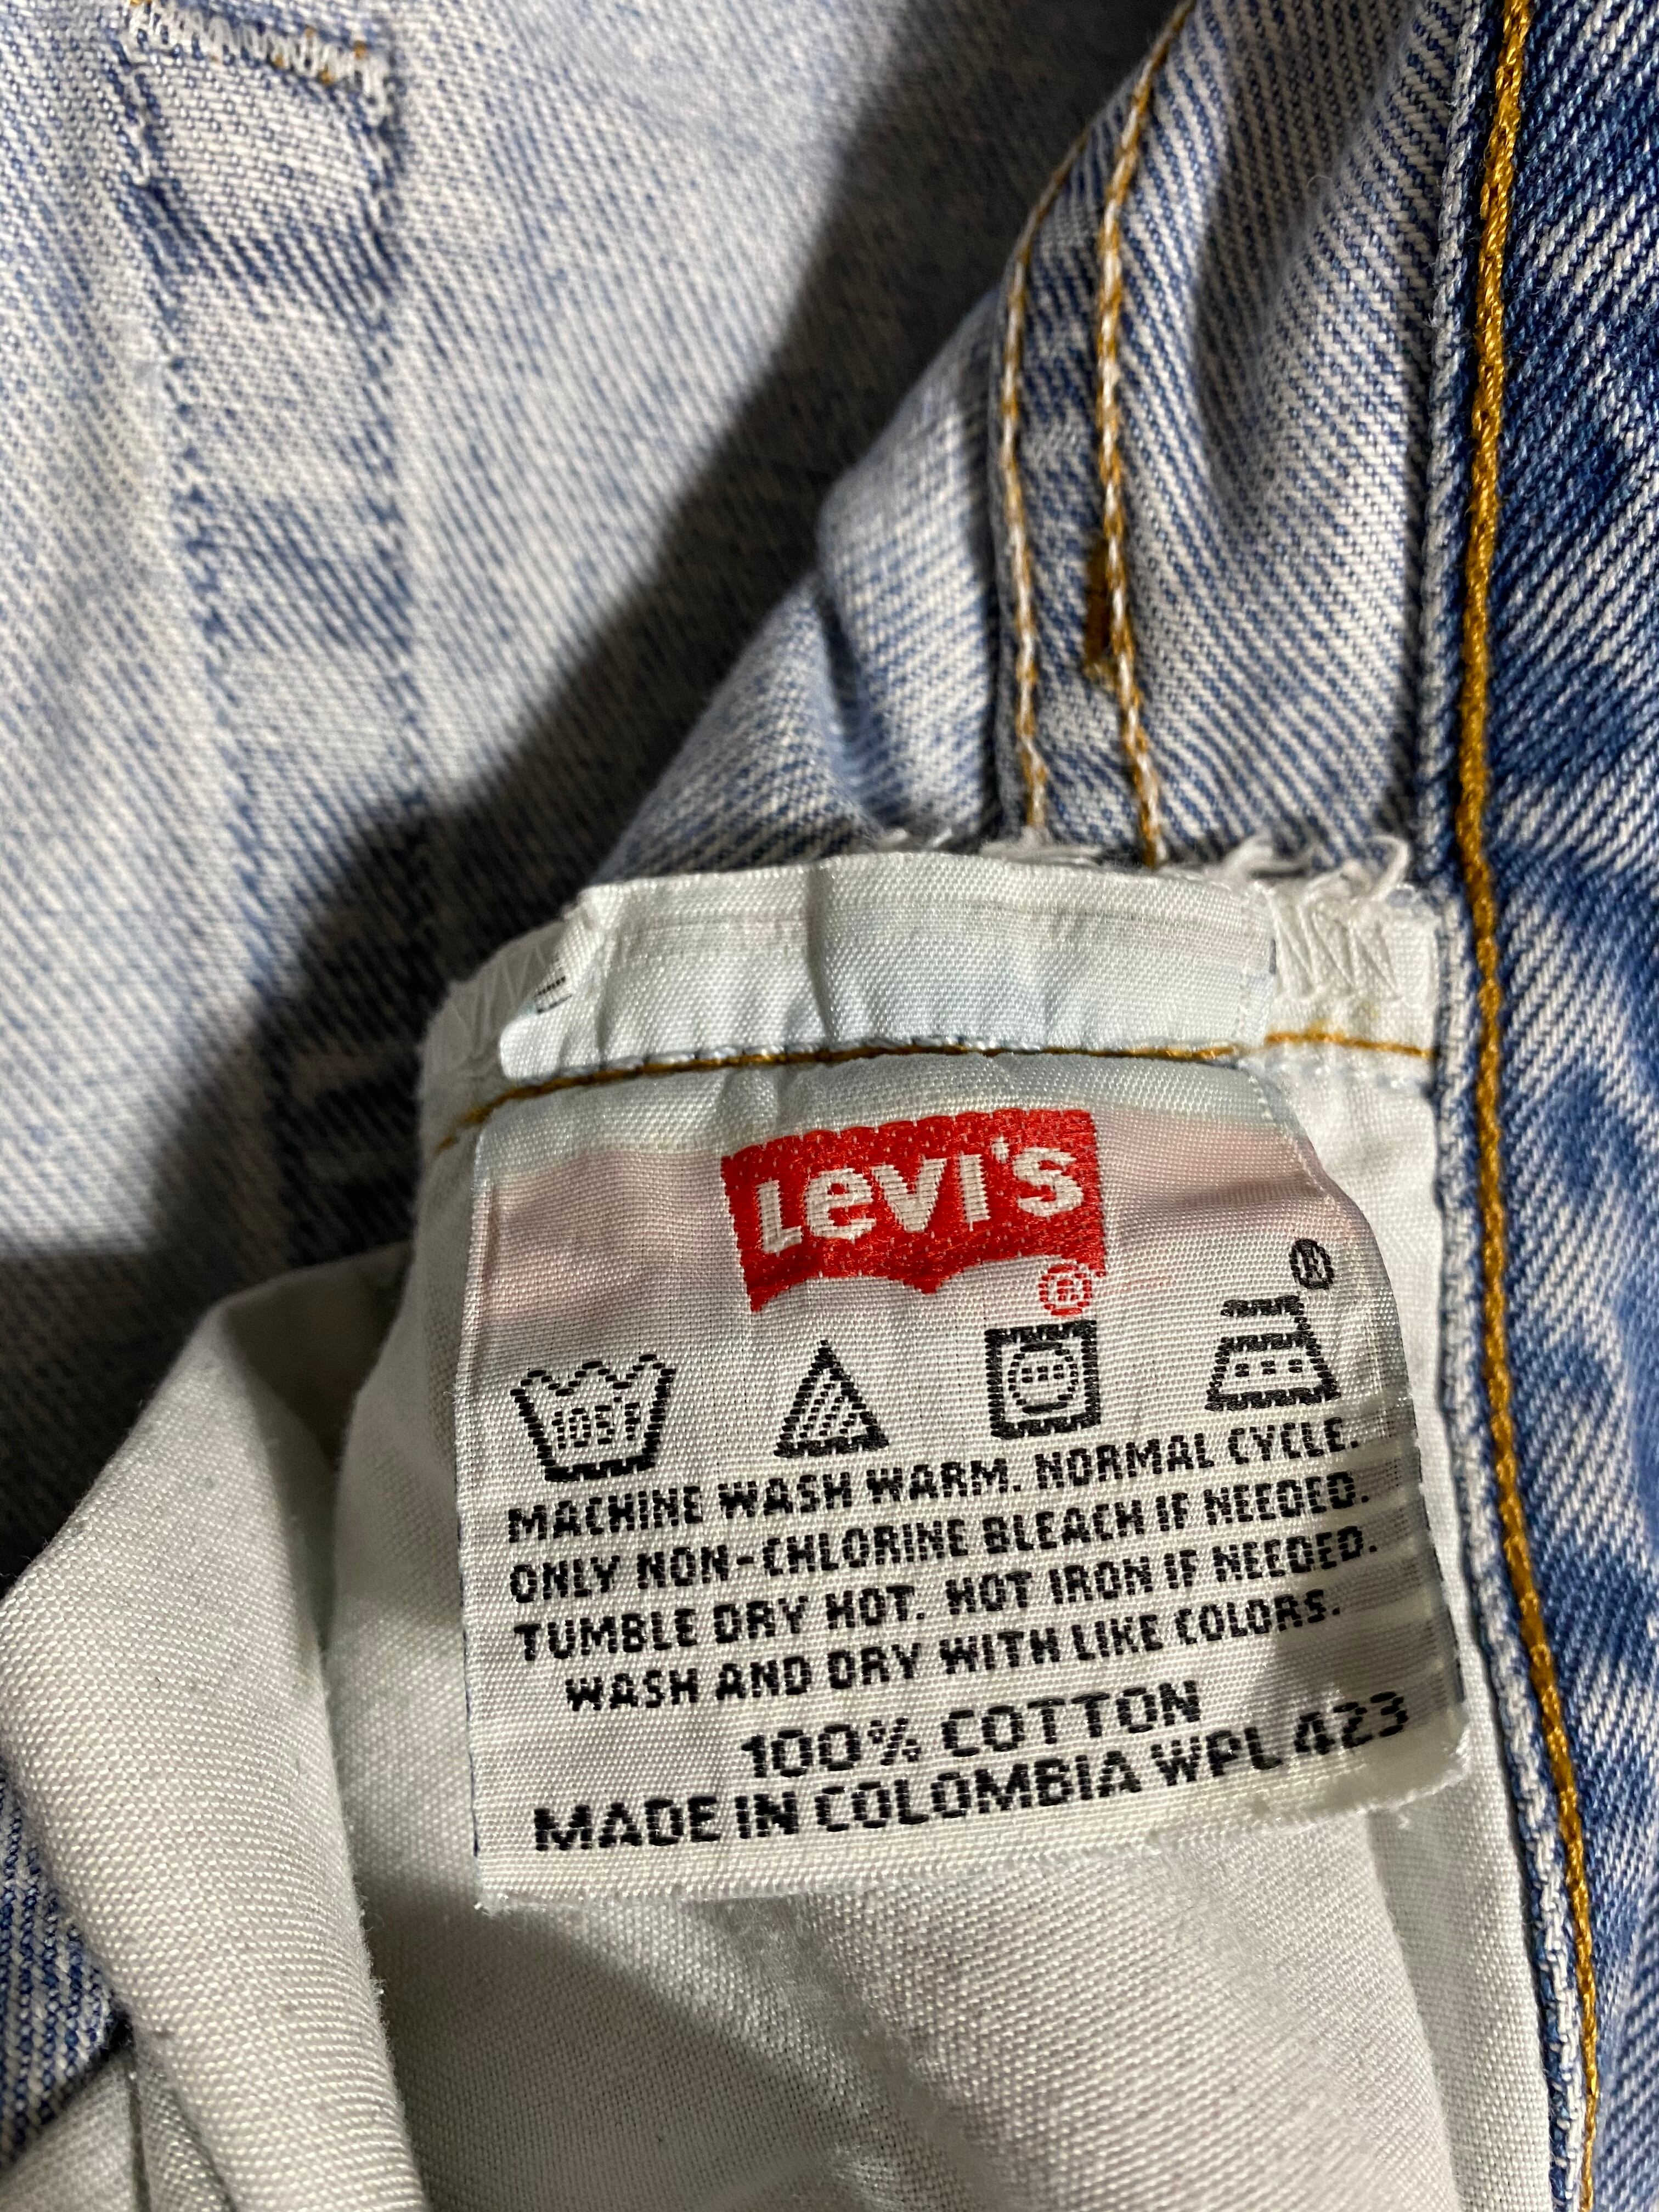 Levi's
®
®
105F
MACHINE WASH WARM. NORMAL CYCLE.
ONLY NON-CHLORINE BLEACH IF NEEDED.
TUMBLE DRY HOT. HOT IRON IF NEEDED.
WASH AND DRY WITH LIKE COLORS.
100% COTTON
MADE IN COLOMBIA WPL 423